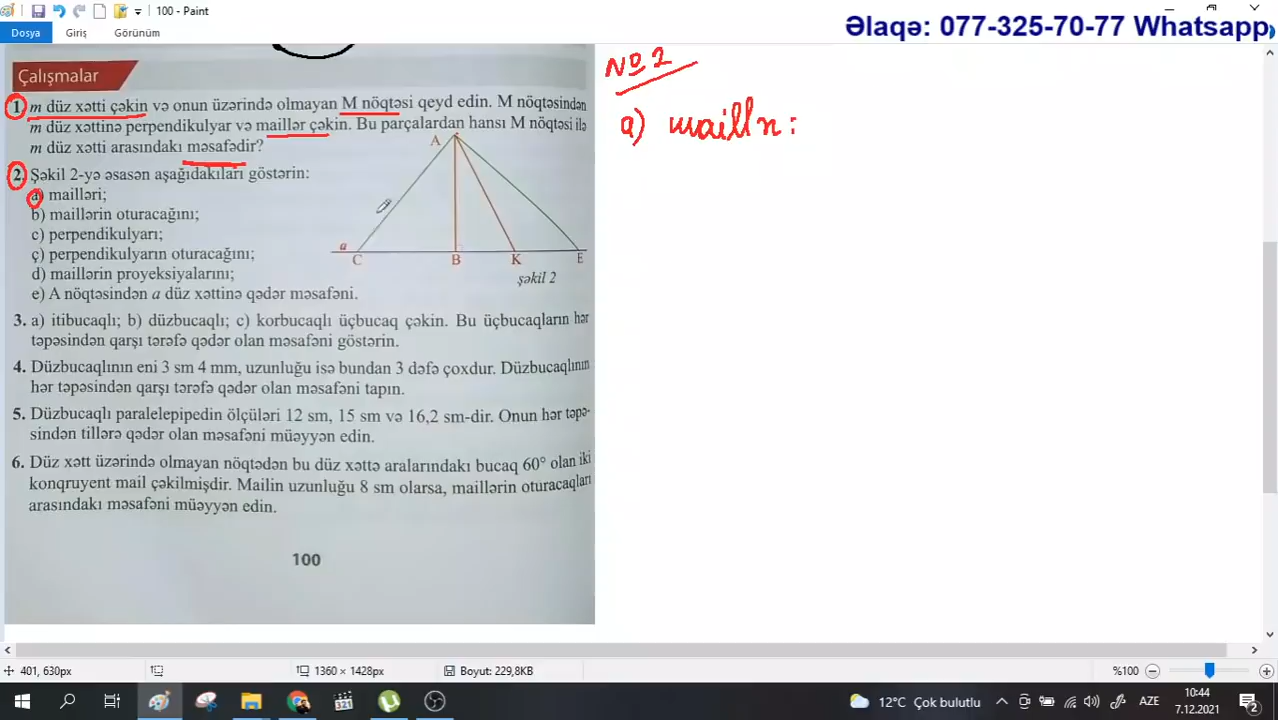 100 - Paint
Əlaqə: 077-325-70-77 Whatsapp
Dosya Giriş Görünüm
Çalışmalar
1. m düz xətti çəkin və onun üzərində olmayan M nöqtəsi qeyd edin. M nöqtəsindən
m düz xəttinə perpendikulyar və maillər çəkin. Bu parçalardan hansı M nöqtəsi ilə
m düz xətti arasındakı məsafədir?
2. Şəkil 2-yə əsasən aşağıdakıları göstərin:
a) mailləri;
b) maillərin oturacağını;
c) perpendikulyarı;
ç) perpendikulyarın oturacağını;
d) maillərin proyeksiyalarını;
e) A nöqtəsindən a düz xəttinə qədər məsafəni.
A
a
C B K E
şəkil 2
3. a) itibucaqlı; b) düzbucaqlı; c) korbucaqlı üçbucaq çəkin. Bu üçbucaqların hər
təpəsindən qarşı tərəfə qədər olan məsafəni göstərin.
4. Düzbucaqlının eni 3 sm 4 mm, uzunluğu isə bundan 3 dəfə çoxdur. Düzbucaqlının
hər təpəsindən qarşı tərəfə qədər olan məsafəni tapın.
5. Düzbucaqlı paralelepipedin ölçüləri 12 sm, 15 sm və 16,2 sm-dir. Onun hər təpə-
sindən tillərə qədər olan məsafəni müəyyən edin.
6. Düz xətt üzərində olmayan nöqtədən bu düz xəttə aralarındakı bucaq 60° olan iki
konqruyent mail çəkilmişdir. Mailin uzunluğu 8 sm olarsa, maillərin oturacaqları
arasındakı məsafəni müəyyən edin.
100
№ 2
a) maillə :
401, 630px
1360 × 1428px
Boyut: 229,8KB
%100
12°C Çok bulutlu
AZE
10:44
7.12.2021
2